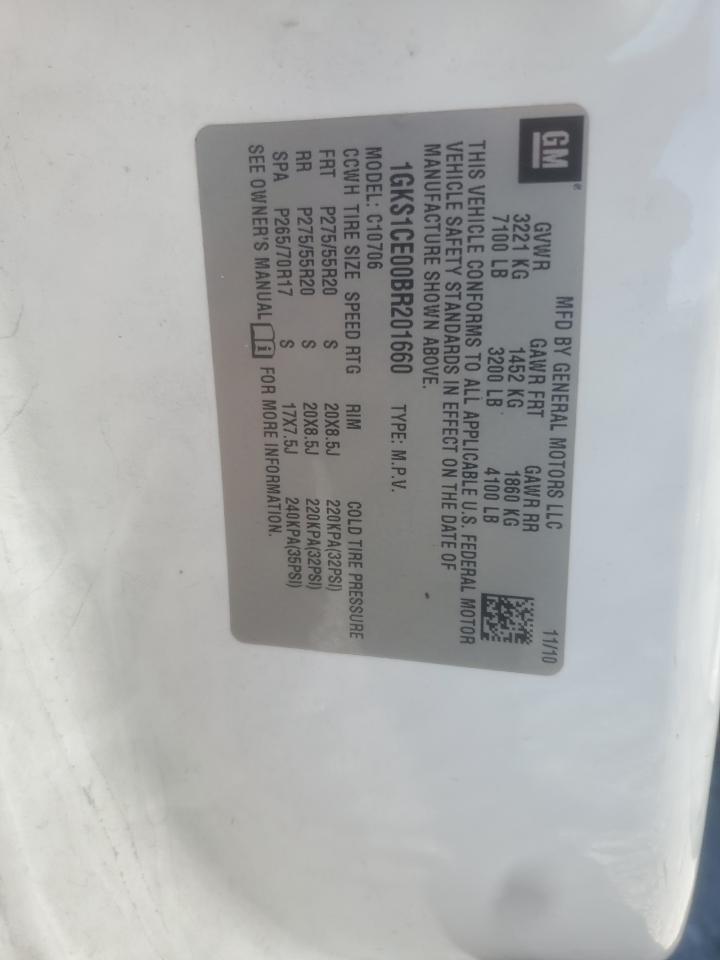 GM®
MFD BY GENERAL MOTORS LLC 11/10
GVWR GAWR FRT GAWR RR
3221 KG 1452 KG 1860 KG
7100 LB 3200 LB 4100 LB
THIS VEHICLE CONFORMS TO ALL APPLICABLE U.S. FEDERAL MOTOR
VEHICLE SAFETY STANDARDS IN EFFECT ON THE DATE OF
MANUFACTURE SHOWN ABOVE.
1GKS1CE00BR201660 TYPE: M.P.V.
MODEL: C10706
CCWH TIRE SIZE SPEED RTG RIM COLD TIRE PRESSURE
FRT P275/55R20 S 20X8.5J 220KPA(32PSI)
RR P275/55R20 S 20X8.5J 220KPA(32PSI)
SPA P265/70R17 S 17X7.5J 240KPA(35PSI)
SEE OWNER'S MANUAL FOR MORE INFORMATION.